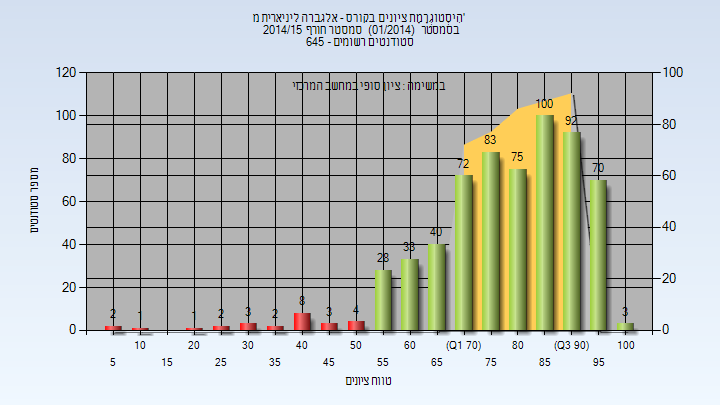 היסטוגרמת ציונים בקורס - אלגברה ליניארית מ'
בסמסטר (01/2014) סמסטר חורף 2014/15
סטודנטים רשומים - 645
במשימה : ציון סופי במחשב המרכזי
מספר סטודנטים
120
100
80
60
40
20
0
100
80
60
40
20
0
2 1 1 2 3 2 8 3 4 28 33 40 72 83 75 100 92 70 3
10 20 30 40 50 60 (Q1 70) 80 (Q3 90) 100
5 15 25 35 45 55 65 75 85 95
טווח ציונים